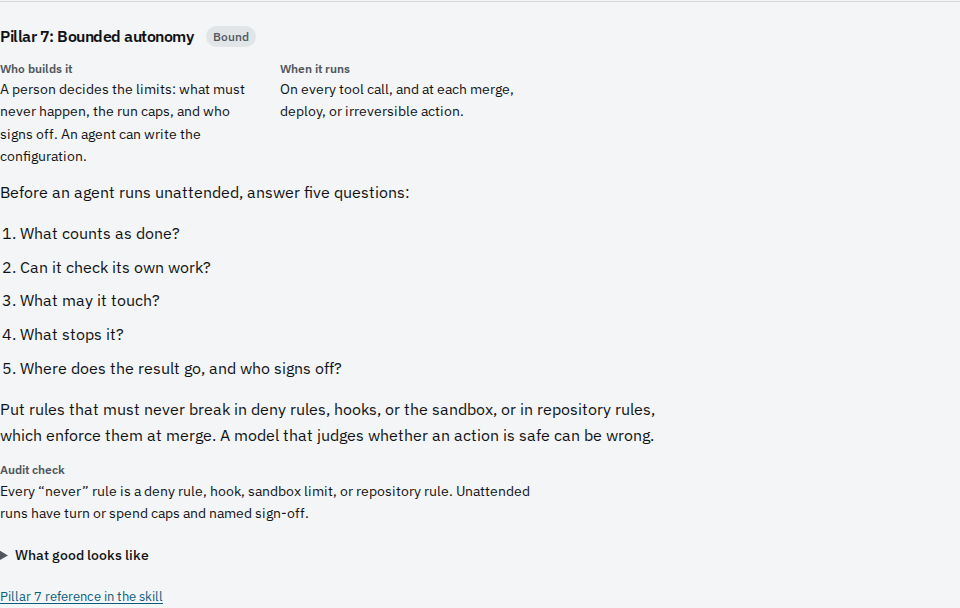 Pillar 7: Bounded autonomy Bound
Who builds it
A person decides the limits: what must
never happen, the run caps, and who
signs off. An agent can write the
configuration.
When it runs
On every tool call, and at each merge,
deploy, or irreversible action.
Before an agent runs unattended, answer five questions:
1. What counts as done?
2. Can it check its own work?
3. What may it touch?
4. What stops it?
5. Where does the result go, and who signs off?
Put rules that must never break in deny rules, hooks, or the sandbox, or in repository rules,
which enforce them at merge. A model that judges whether an action is safe can be wrong.
Audit check
Every “never” rule is a deny rule, hook, sandbox limit, or repository rule. Unattended
runs have turn or spend caps and named sign-off.
What good looks like
Pillar 7 reference in the skill